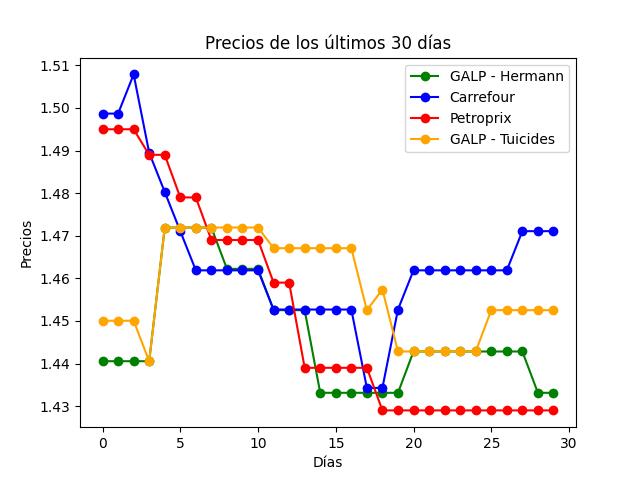 Precios de los últimos 30 días
1.51
1.50
1.49
1.48
1.47
1.46
1.45
1.44
1.43
Precios
GALP - Hermann
Carrefour
Petroprix
GALP - Tuicides
0 5 10 15 20 25 30
Días